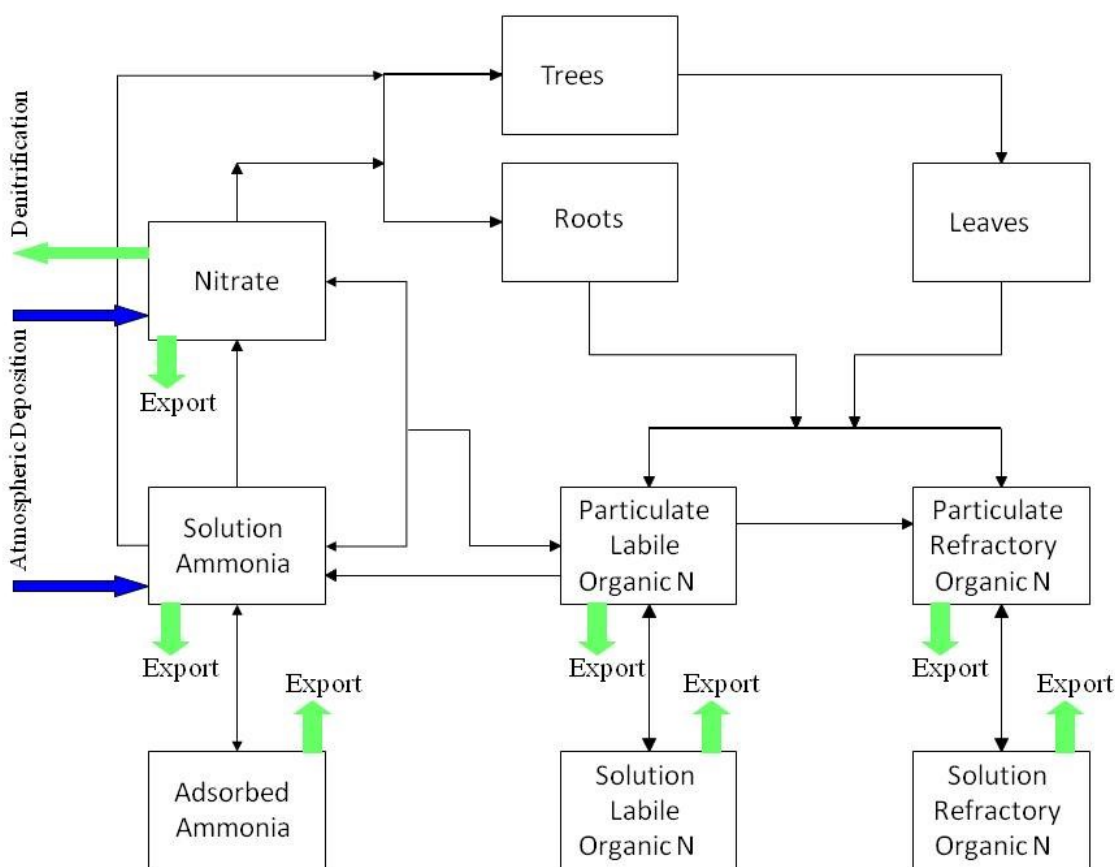 Trees
Denitrification
Roots
Leaves
Nitrate
Atmospheric Deposition
Export
Solution
Ammonia
Particulate
Labile
Organic N
Particulate
Refractory
Organic N
Export
Export
Export
Export
Export
Export
Adsorbed
Ammonia
Solution
Labile
Organic N
Solution
Refractory
Organic N